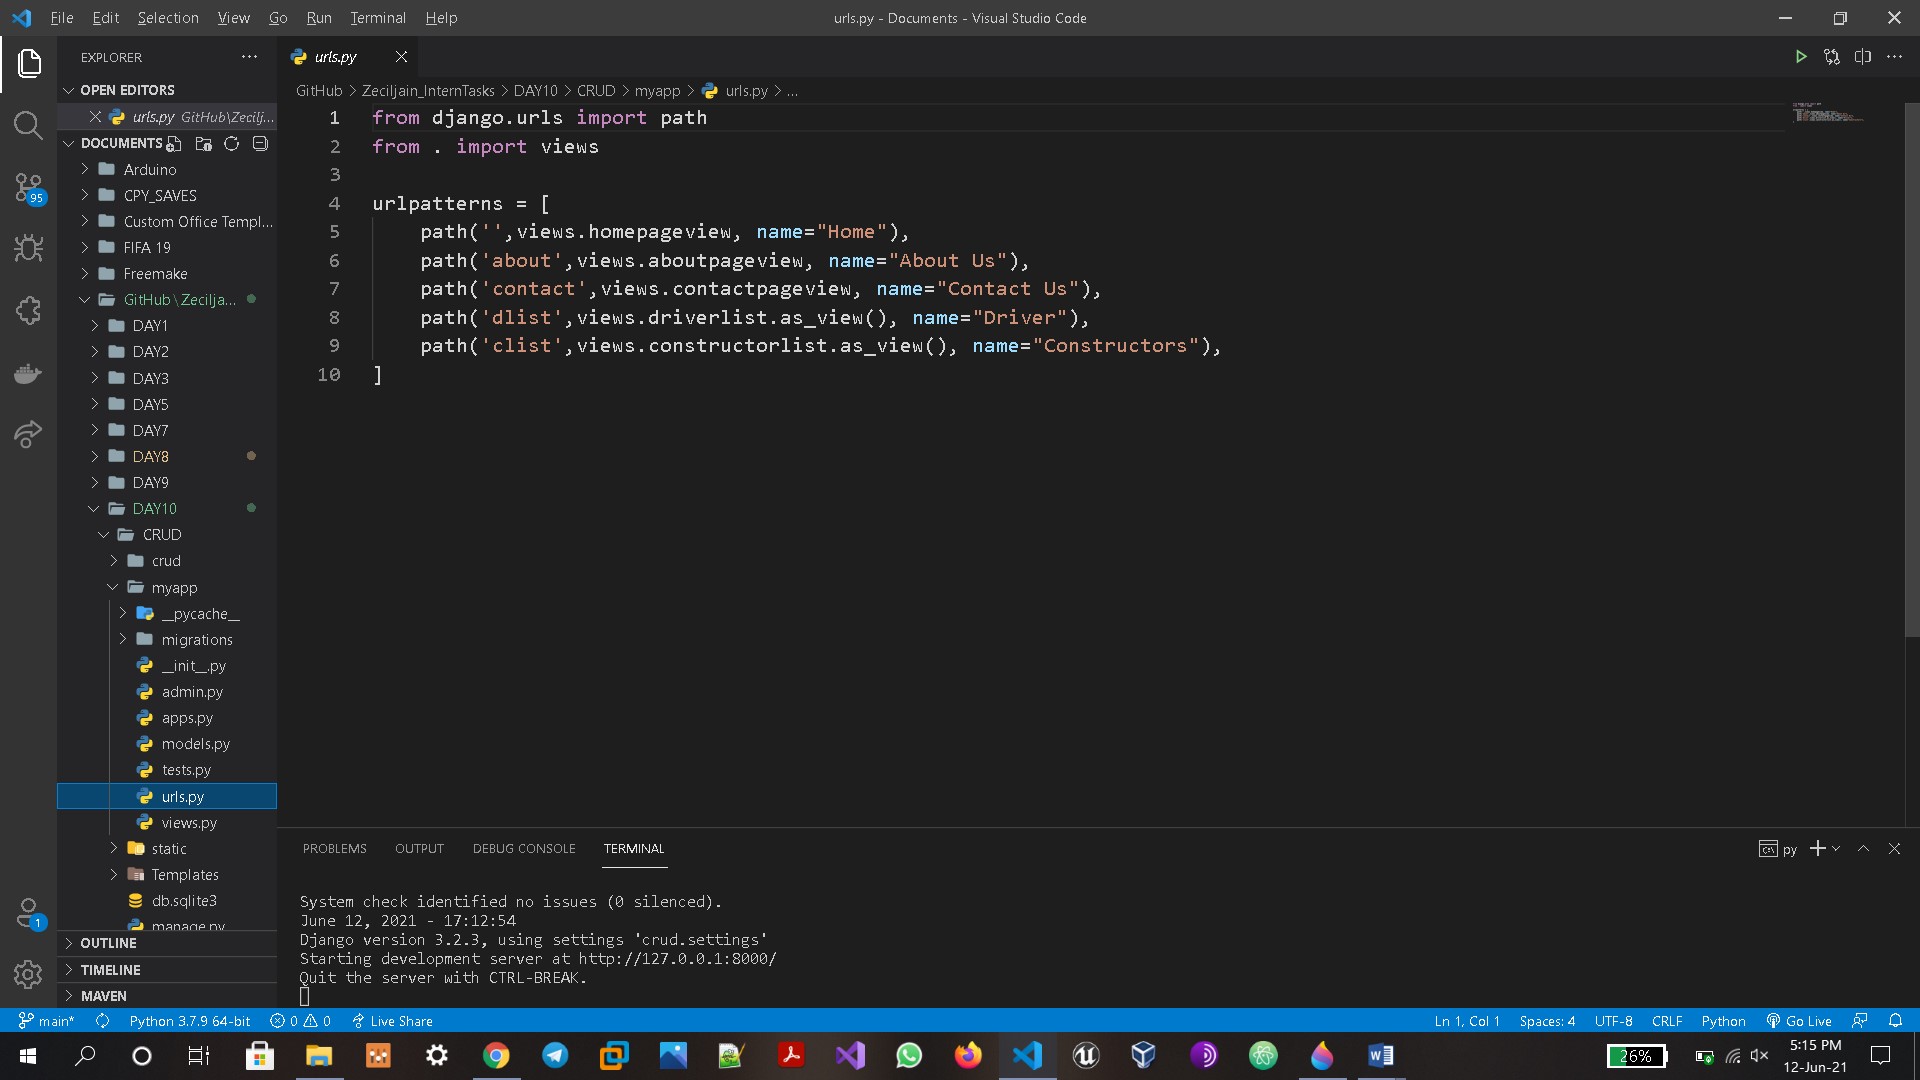 File Edit Selection View Go Run Terminal Help
urls.py - Documents - Visual Studio Code
EXPLORER
OPEN EDITORS
urls.py GitHub\Zecilj...
DOCUMENTS
Arduino
CPY_SAVES
Custom Office Templ...
FIFA 19
Freemake
GitHub \ Zecilja...
DAY1
DAY2
DAY3
DAY5
DAY7
DAY8
DAY9
DAY10
CRUD
crud
myapp
__pycache__
migrations
__init__.py
admin.py
apps.py
models.py
tests.py
urls.py
views.py
static
Templates
db.sqlite3
manage.py
OUTLINE
TIMELINE
MAVEN
95
1
urls.py
GitHub > Zeciljain_InternTasks > DAY10 > CRUD > myapp > urls.py > ...
1 from django.urls import path
2 from . import views
3
4 urlpatterns = [
5 path('',views.homepageview, name="Home"),
6 path('about',views.aboutpageview, name="About Us"),
7 path('contact',views.contactpageview, name="Contact Us"),
8 path('dlist',views.driverlist.as_view(), name="Driver"),
9 path('clist',views.constructorlist.as_view(), name="Constructors"),
10 ]
PROBLEMS OUTPUT DEBUG CONSOLE TERMINAL
py
System check identified no issues (0 silenced).
June 12, 2021 - 17:12:54
Django version 3.2.3, using settings 'crud.settings'
Starting development server at http://127.0.0.1:8000/
Quit the server with CTRL-BREAK.
main* Python 3.7.9 64-bit 0 0 Live Share
Ln 1, Col 1 Spaces: 4 UTF-8 CRLF Python Go Live
26%
5:15 PM
12-Jun-21